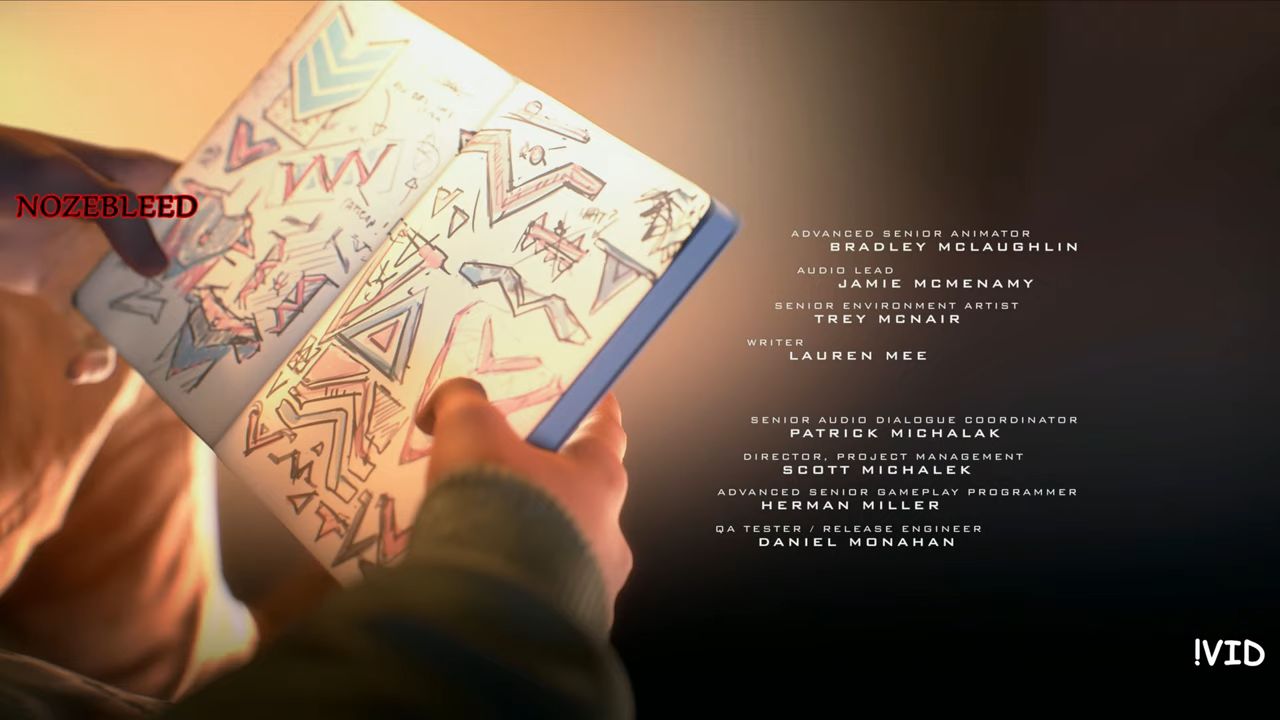 NOZEBLEED
ADVANCED SENIOR ANIMATOR
BRADLEY MCLAUGHLIN
AUDIO LEAD
JAMIE MCMENAMY
SENIOR ENVIRONMENT ARTIST
TREY MCNAIR
WRITER
LAUREN MEE
SENIOR AUDIO DIALOGUE COORDINATOR
PATRICK MICHALAK
DIRECTOR, PROJECT MANAGEMENT
SCOTT MICHALEK
ADVANCED SENIOR GAMEPLAY PROGRAMMER
HERMAN MILLER
QA TESTER / RELEASE ENGINEER
DANIEL MONAHAN
!VID